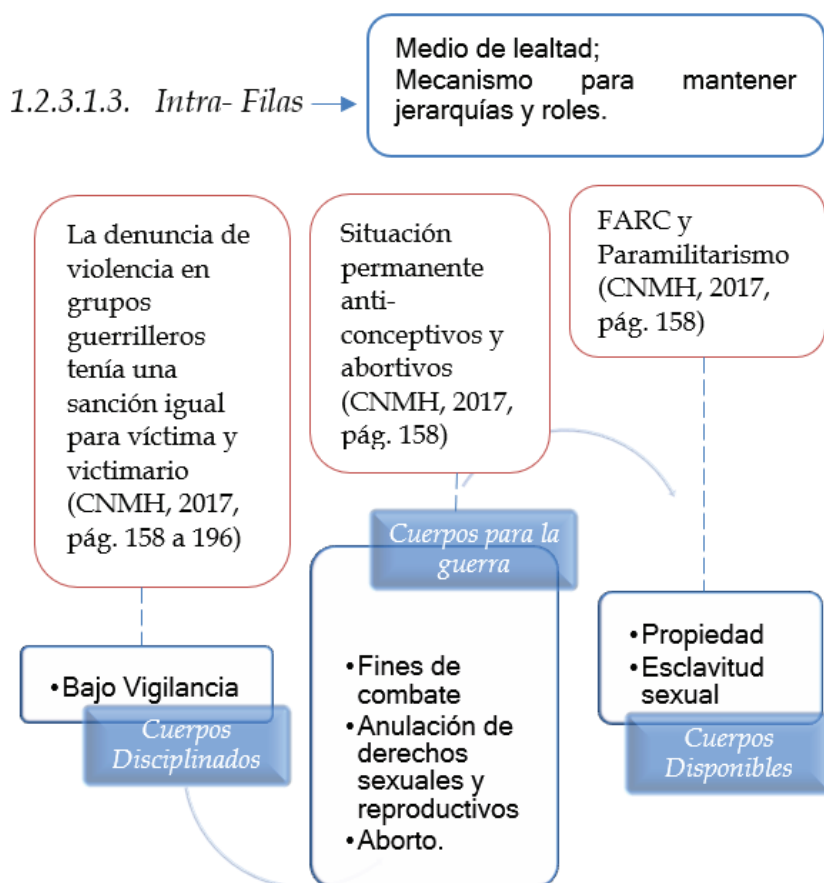 Medio de lealtad;
Mecanismo para mantener
jerarquías y roles.
1.2.3.1.3. Intra- Filas
La denuncia de
violencia en
grupos
guerrilleros
tenía una
sanción igual
para víctima y
victimario
(CNMH, 2017,
pág. 158 a 196)
•Bajo Vigilancia
Cuerpos
Disciplinados
Situación
permanente
anti-
conceptivos y
abortivos
(CNMH, 2017,
pág. 158)
Cuerpos para la
guerra
•Fines de
combate
•Anulación de
derechos
sexuales y
reproductivos
•Aborto.
FARC y
Paramilitarismo
(CNMH, 2017,
pág. 158)
•Propiedad
•Esclavitud
sexual
Cuerpos
Disponibles